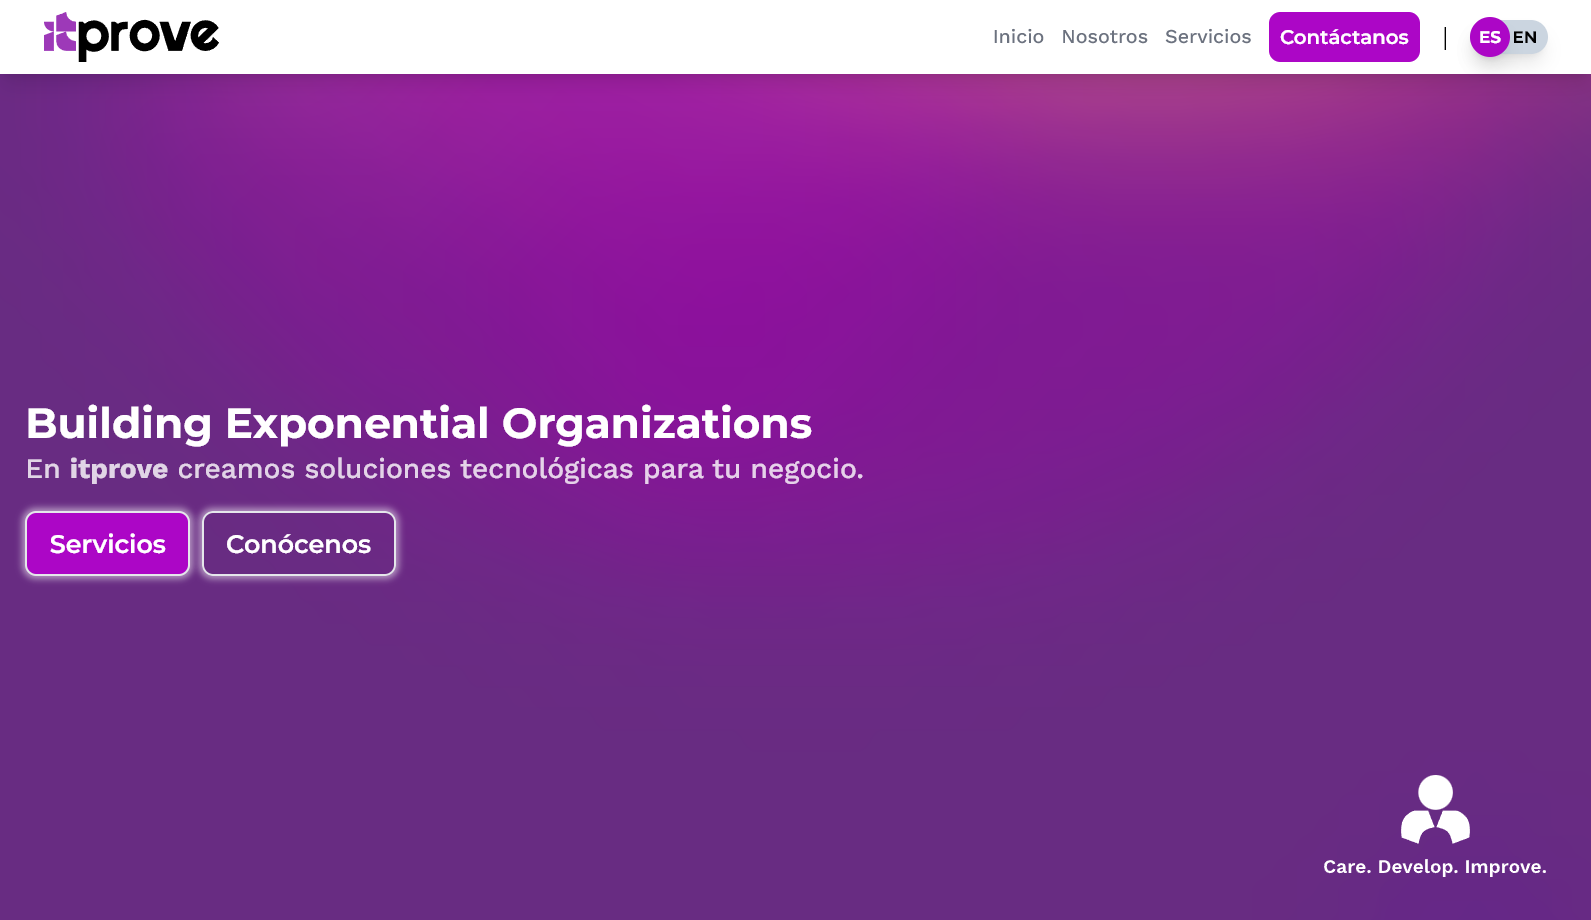 itprove
Inicio Nosotros Servicios Contáctanos | ES EN
Building Exponential Organizations
En itprove creamos soluciones tecnológicas para tu negocio.
Servicios Conócenos
Care. Develop. Improve.